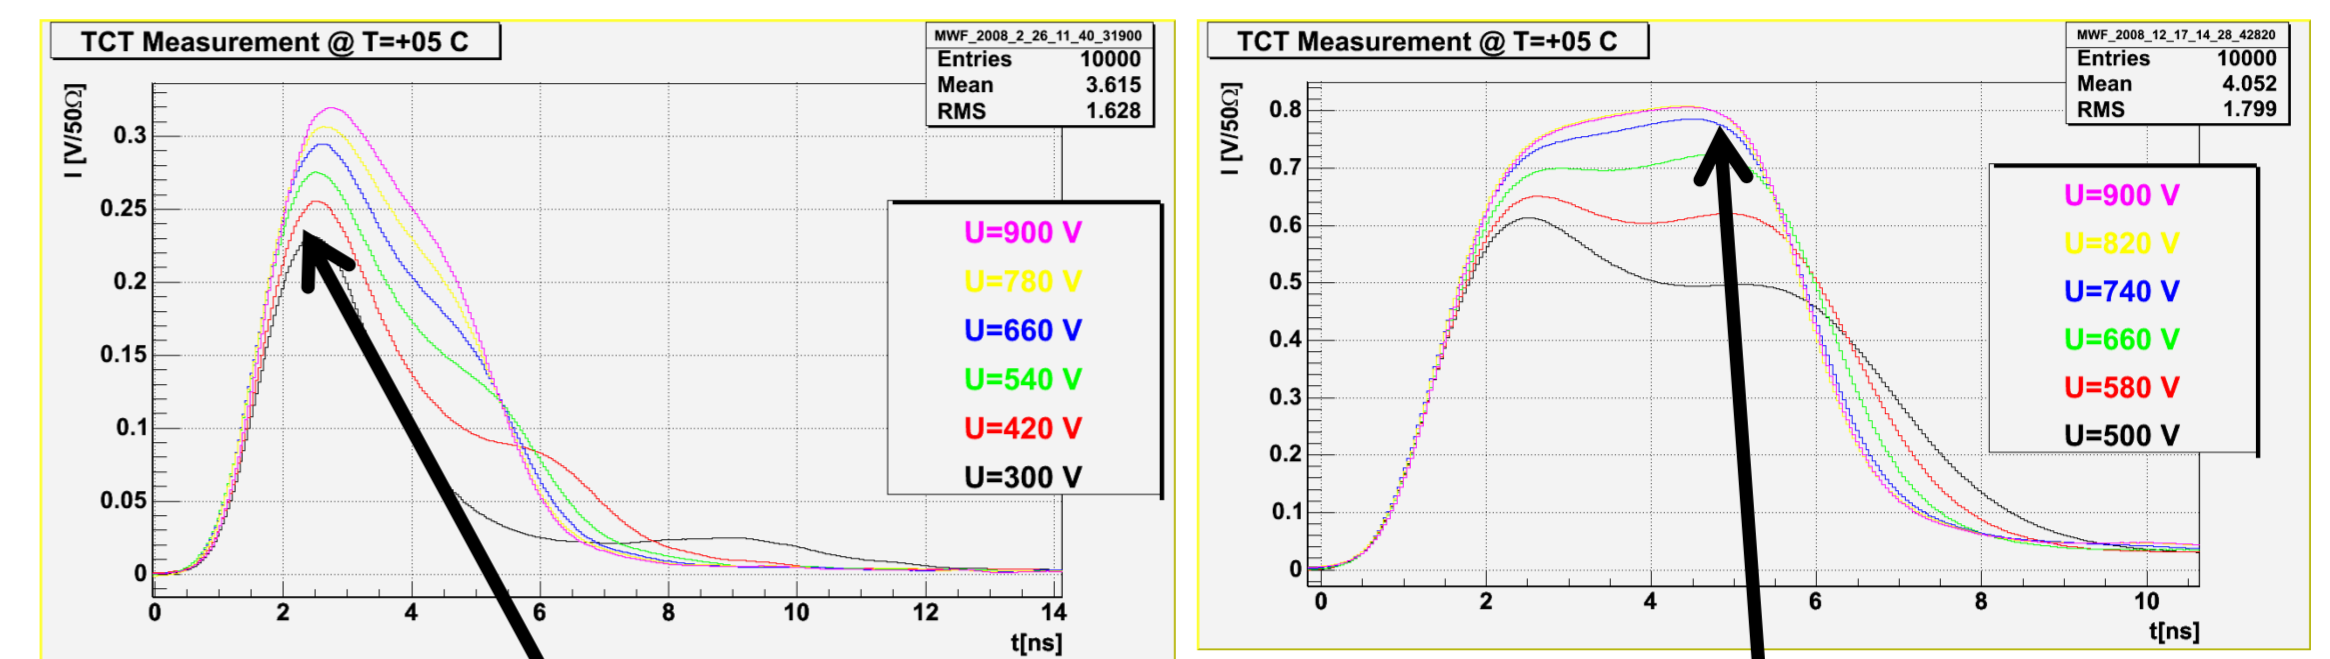 TCT Measurement @ T=+05 C
MWF_2008_2_26_11_40_31900
Entries 10000
Mean 3.615
RMS 1.628
I [V/50Ω]
0.3
0.25
0.2
0.15
0.1
0.05
0
U=900 V
U=780 V
U=660 V
U=540 V
U=420 V
U=300 V
0 2 4 6 8 10 12 14
t[ns]
TCT Measurement @ T=+05 C
MWF_2008_12_17_14_28_42820
Entries 10000
Mean 4.052
RMS 1.799
I [V/50Ω]
0.8
0.7
0.6
0.5
0.4
0.3
0.2
0.1
0
U=900 V
U=820 V
U=740 V
U=660 V
U=580 V
U=500 V
0 2 4 6 8 10
t[ns]